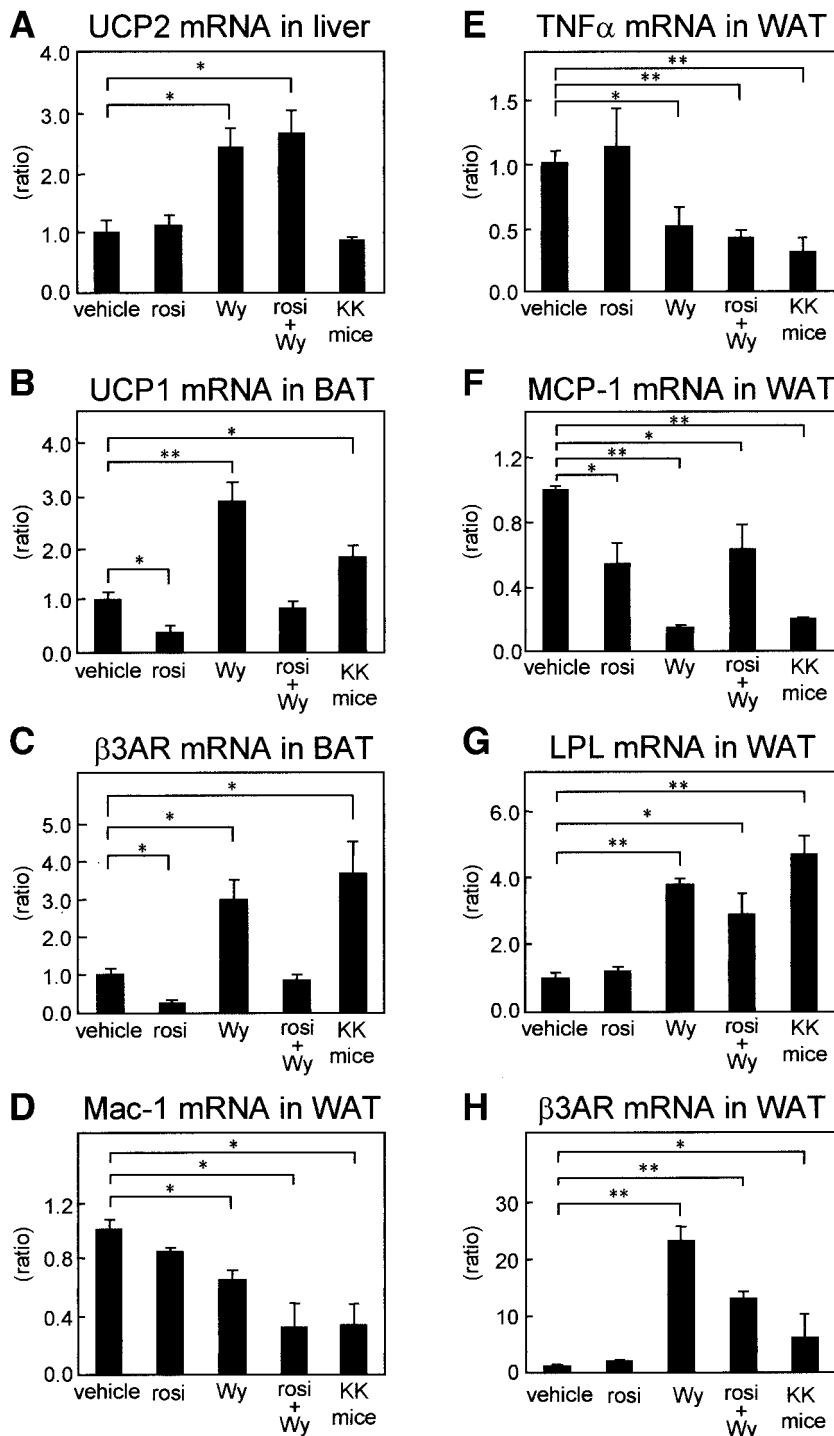 A UCP2 mRNA in liver
*
*
4.0
3.0
2.0
1.0
0.0
(ratio)
vehicle rosi Wy rosi + Wy KK mice
B UCP1 mRNA in BAT
*
**
*
4.0
3.0
2.0
1.0
0.0
(ratio)
vehicle rosi Wy rosi + Wy KK mice
C β3AR mRNA in BAT
*
*
*
5.0
4.0
3.0
2.0
1.0
0.0
(ratio)
vehicle rosi Wy rosi + Wy KK mice
D Mac-1 mRNA in WAT
*
*
*
1.2
0.8
0.4
0.0
(ratio)
vehicle rosi Wy rosi + Wy KK mice
E TNFα mRNA in WAT
**
**
*
1.5
1.0
0.5
0.0
(ratio)
vehicle rosi Wy rosi + Wy KK mice
F MCP-1 mRNA in WAT
**
*
**
*
1.2
0.8
0.4
0.0
(ratio)
vehicle rosi Wy rosi + Wy KK mice
G LPL mRNA in WAT
**
*
**
6.0
4.0
2.0
0.0
(ratio)
vehicle rosi Wy rosi + Wy KK mice
H β3AR mRNA in WAT
*
**
**
30
20
10
0
(ratio)
vehicle rosi Wy rosi + Wy KK mice